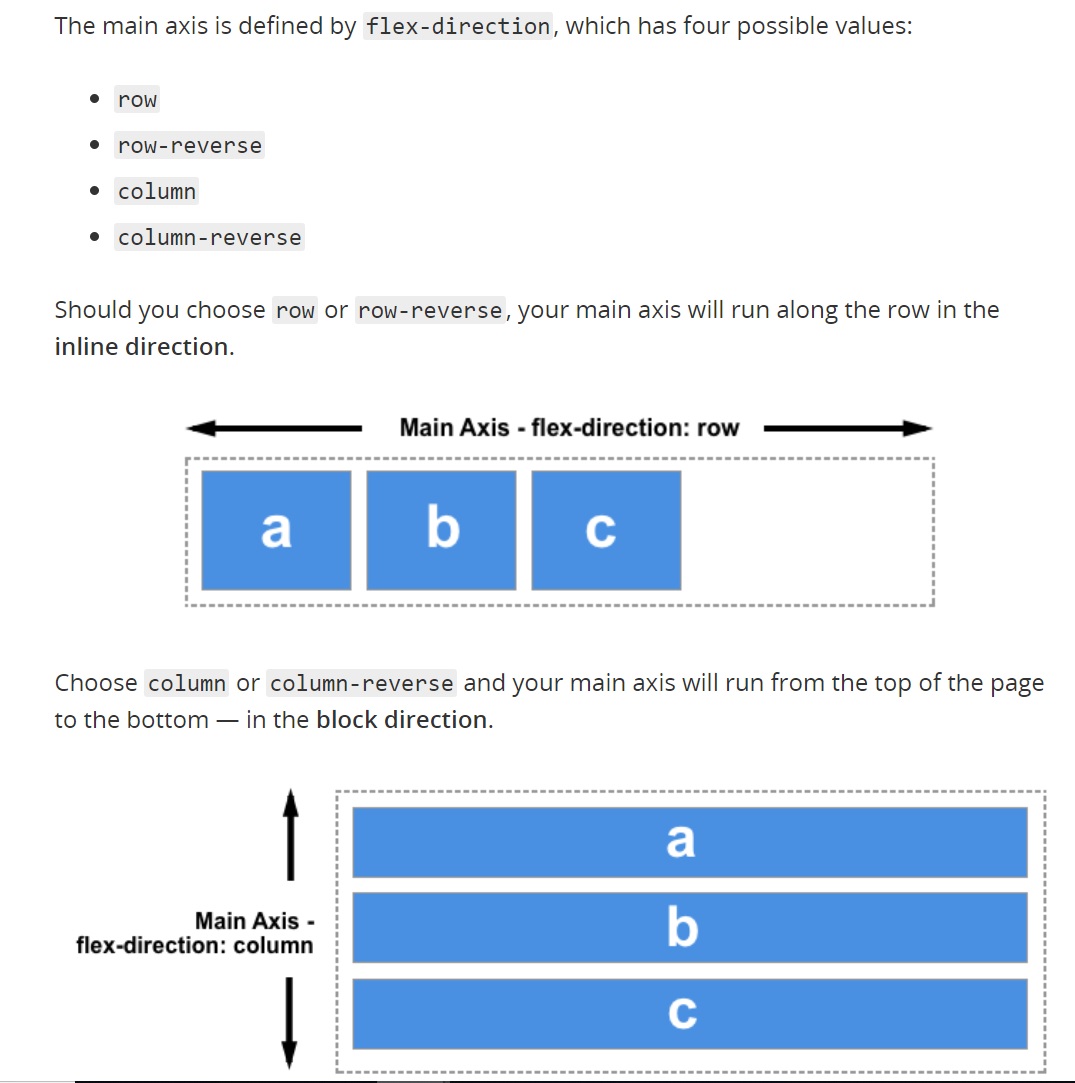 The main axis is defined by flex-direction, which has four possible values:
row
row-reverse
column
column-reverse
Should you choose row or row-reverse, your main axis will run along the row in the
inline direction.
Main Axis - flex-direction: row
a b c
Choose column or column-reverse and your main axis will run from the top of the page
to the bottom — in the block direction.
Main Axis -
flex-direction: column
a
b
c